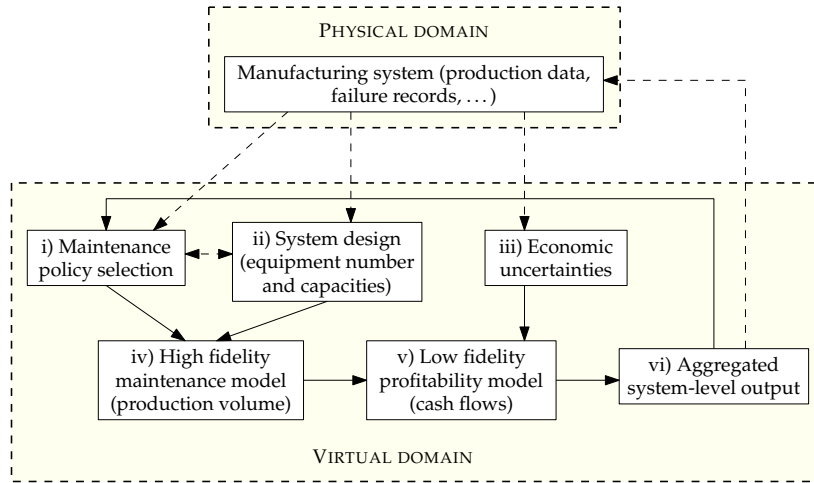 PHYSICAL DOMAIN
Manufacturing system (production data,
failure records, …)
i) Maintenance
policy selection
ii) System design
(equipment number
and capacities)
iii) Economic
uncertainties
iv) High fidelity
maintenance model
(production volume)
v) Low fidelity
profitability model
(cash flows)
vi) Aggregated
system-level output
VIRTUAL DOMAIN